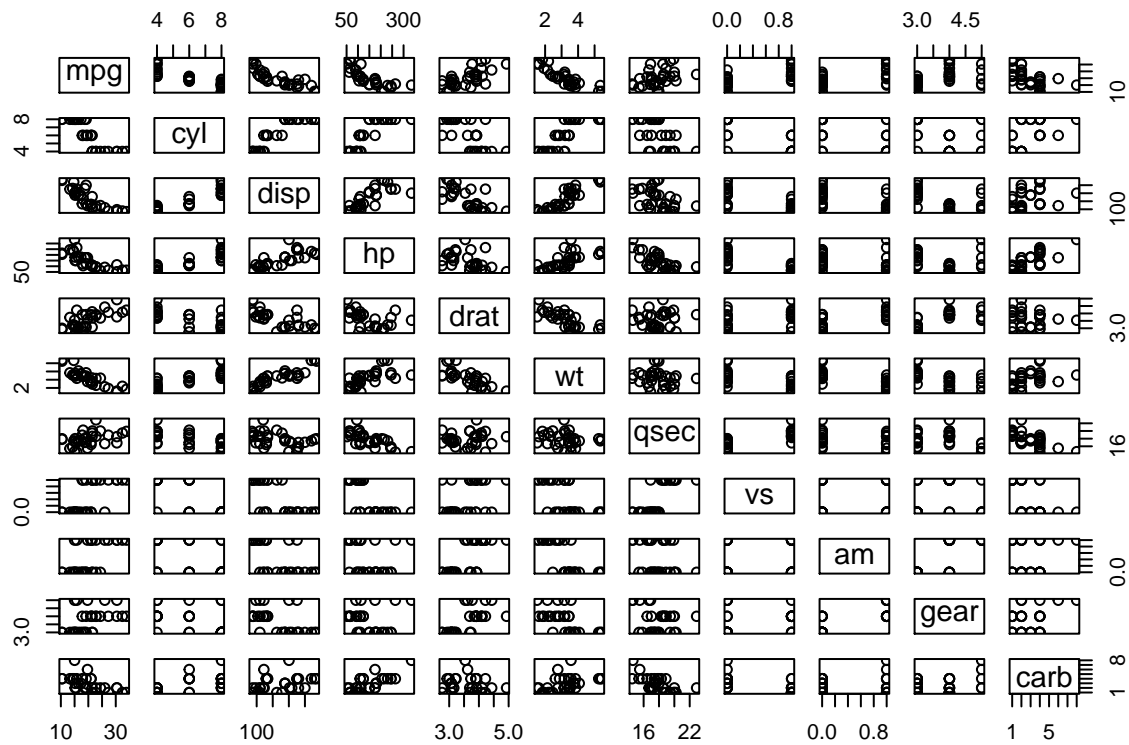 4 6 8 50 300 2 4 0.0 0.8 3.0 4.5
mpg 10
8 4 cyl
disp 100
50 hp
drat 3.0
2 wt
qsec 16
0.0 vs
am 0.0
3.0 gear
carb 1 8
10 30 100 3.0 5.0 16 22 0.0 0.8 1 5